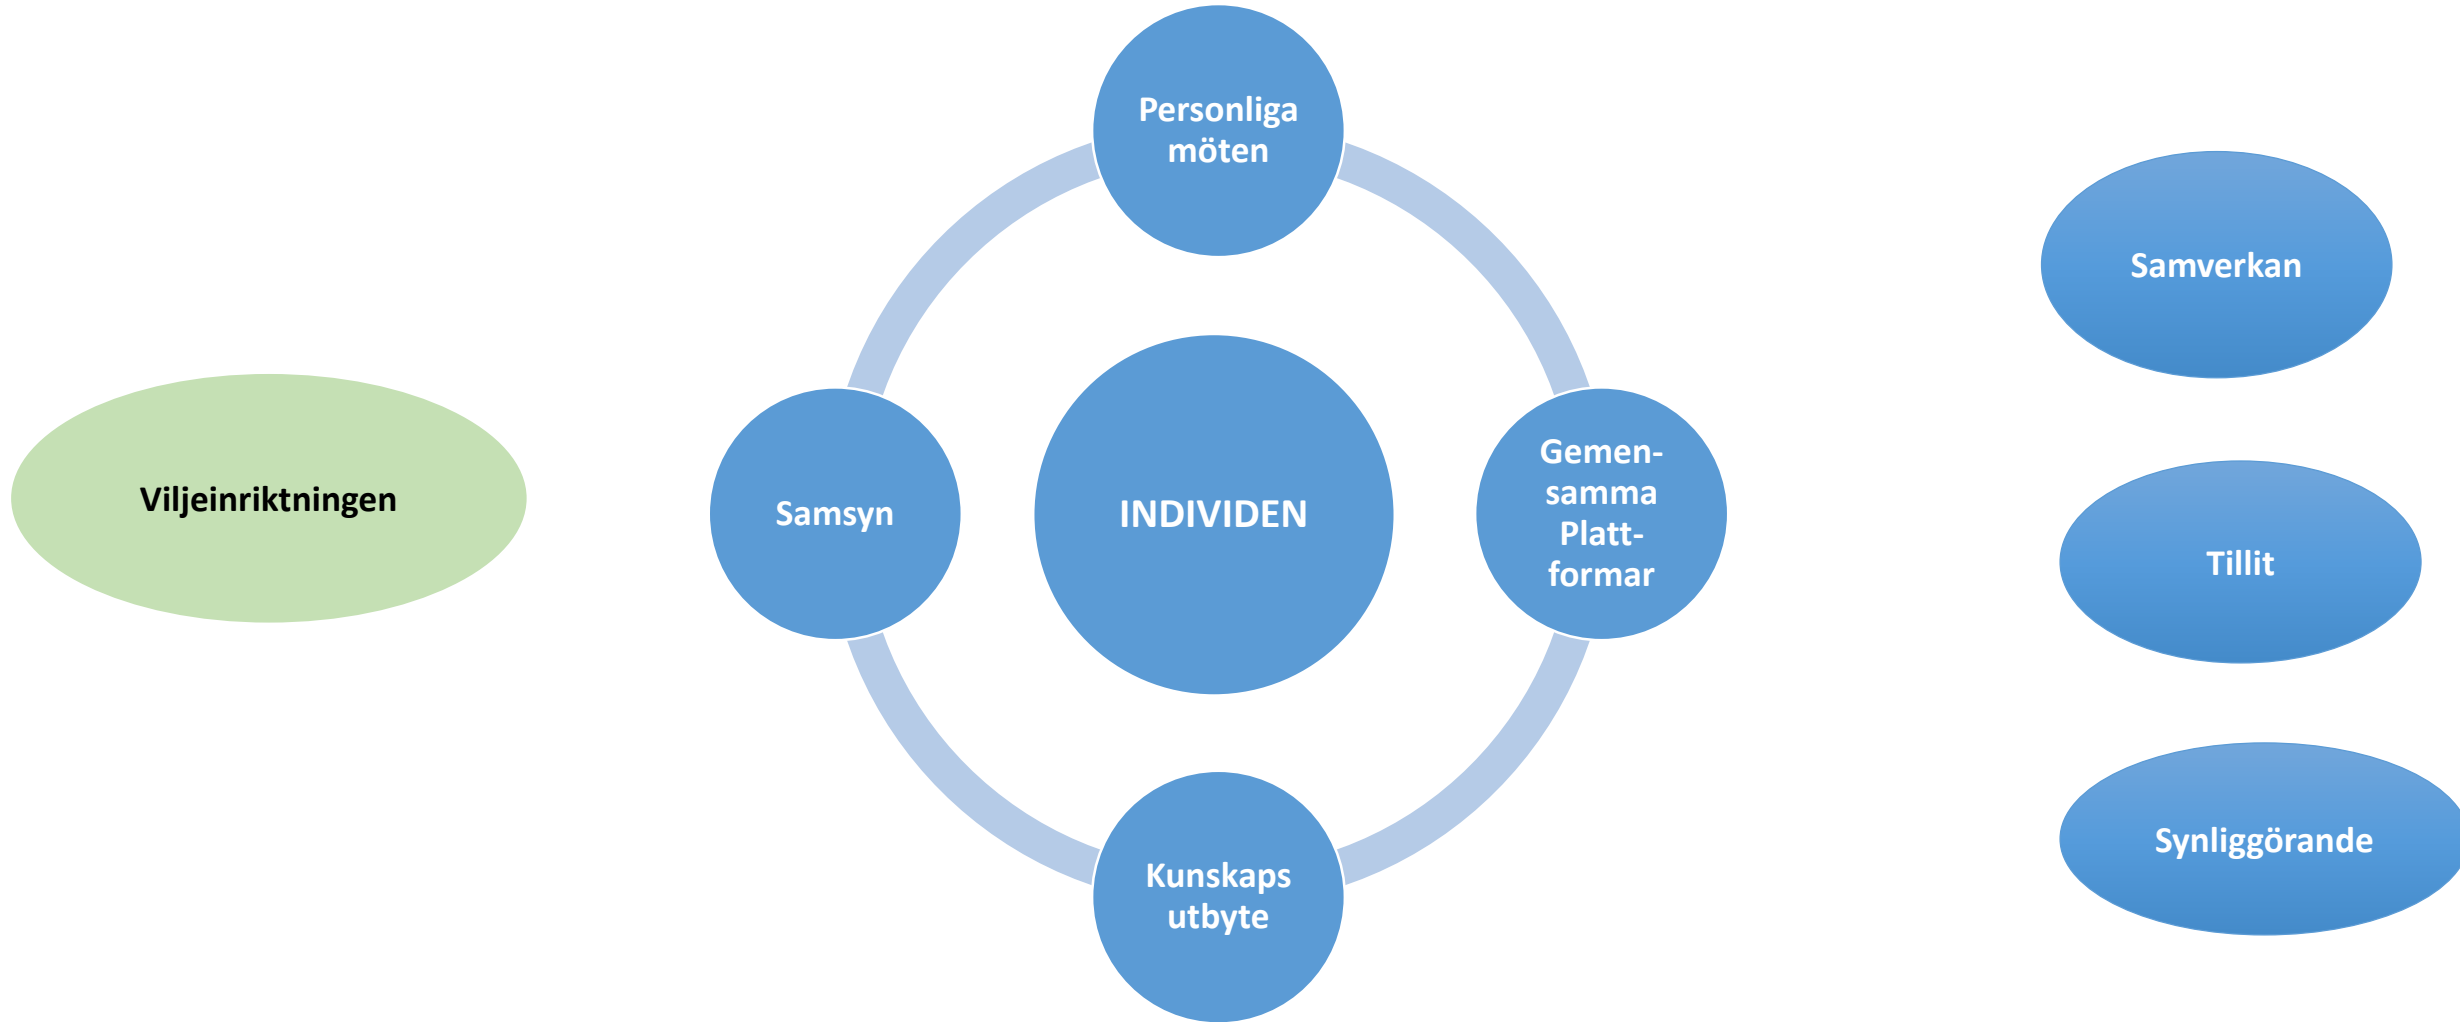 Viljeinriktningen
Personliga
möten
Samsyn
INDIVIDEN
Gemen-
samma
Platt-
formar
Kunskaps
utbyte
Samverkan
Tillit
Synliggörande